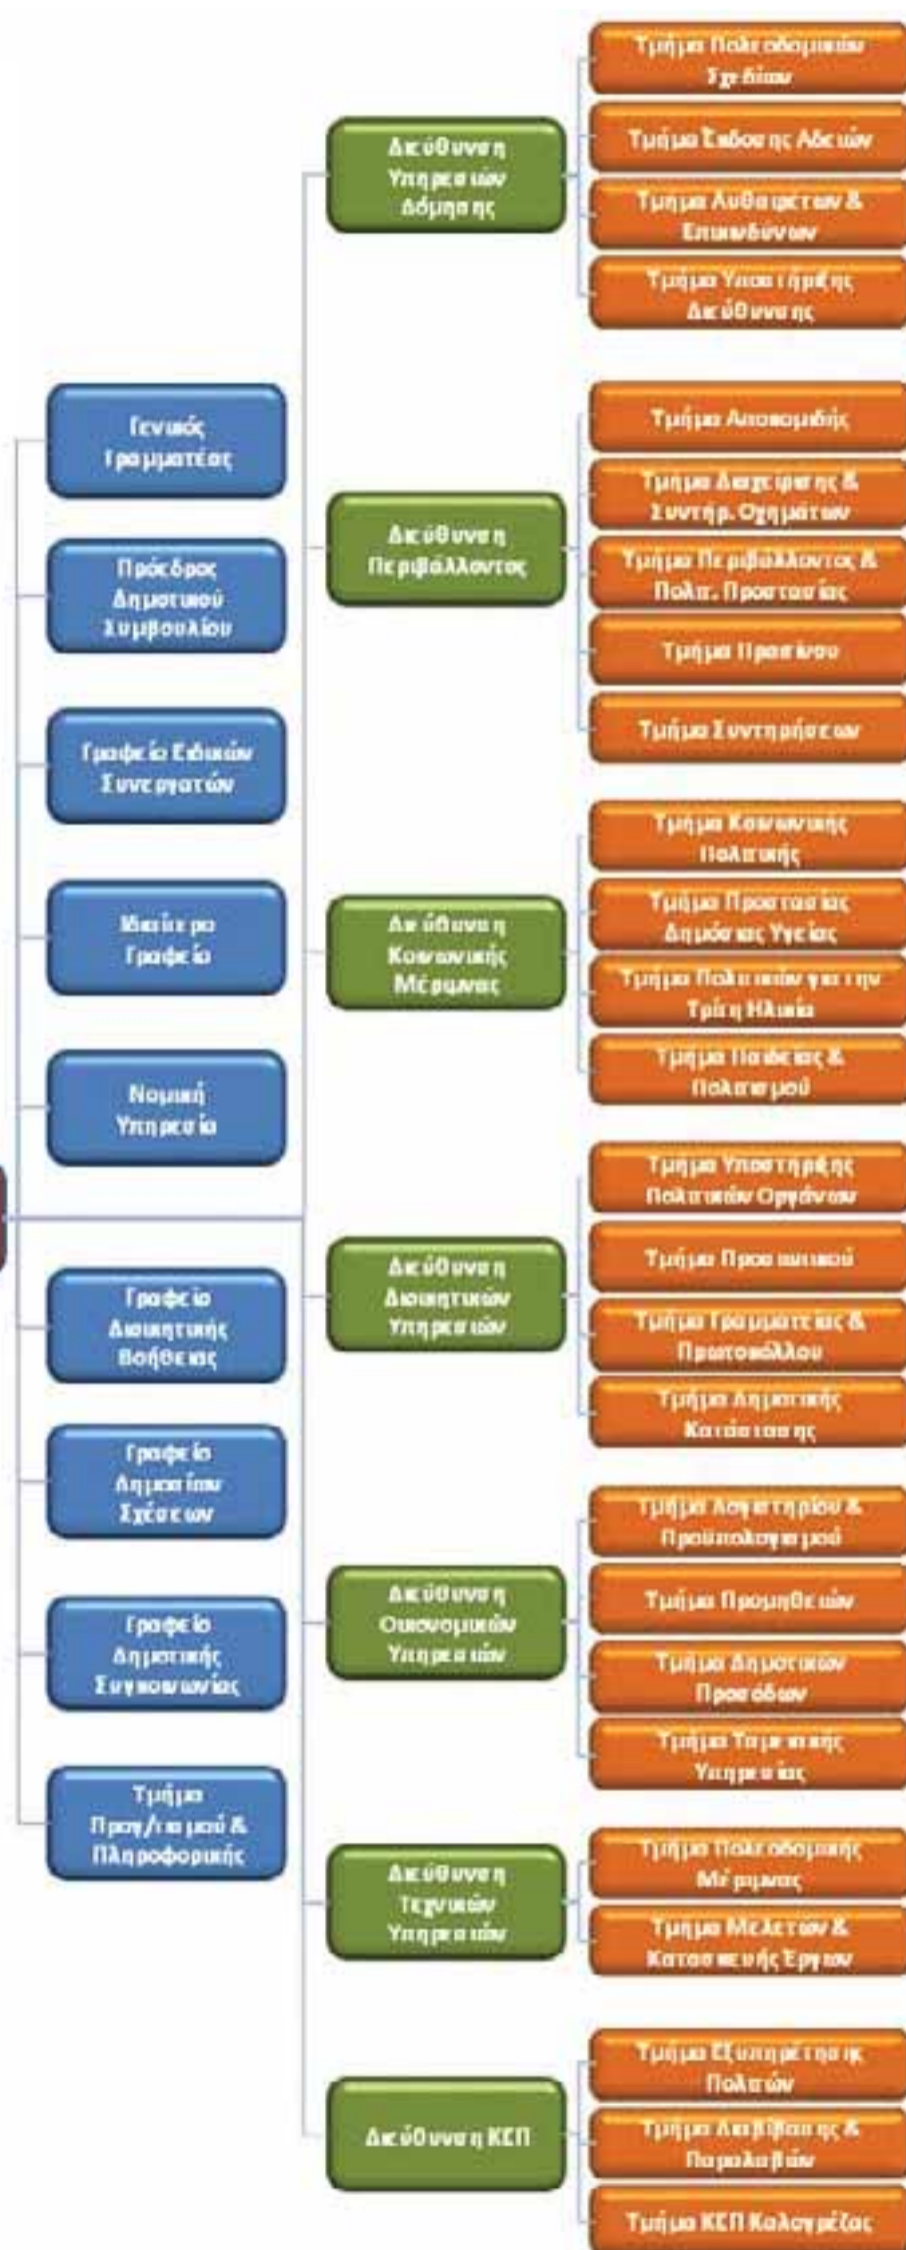 Γενικός
Γραμματέας
Πρόεδρος
Δημοτικού
Συμβουλίου
Γραφείο Ειδικών
Συνεργατών
Ιδιαίτερο
Γραφείο
Νομική
Υπηρεσία
Γραφείο
Διοικητικής
Βοήθειας
Γραφείο
Δημοσίων
Σχέσεων
Γραφείο
Δημοτικής
Συγκοινωνίας
Τμήμα
Προγ/τισμού &
Πληροφορικής
Διεύθυνση
Υπηρεσιών
Δόμησης
Τμήμα Πολεοδομικών
Σχεδίων
Τμήμα Έκδοσης Αδειών
Τμήμα Αυθαιρέτων &
Επικινδύνων
Τμήμα Υποστήριξης
Διεύθυνσης
Διεύθυνση
Περιβάλλοντος
Τμήμα Αποκομιδής
Τμήμα Διαχείρισης &
Συντήρ. Οχημάτων
Τμήμα Περιβάλλοντος &
Πολιτ. Προστασίας
Τμήμα Πρασίνου
Τμήμα Συντηρήσεων
Διεύθυνση
Κοινωνικής
Μέριμνας
Τμήμα Κοινωνικής
Πολιτικής
Τμήμα Προστασίας
Δημόσιας Υγείας
Τμήμα Πολιτικών για την
Τρίτη Ηλικία
Τμήμα Παιδείας &
Πολιτισμού
Διεύθυνση
Διοικητικών
Υπηρεσιών
Τμήμα Υποστήριξης
Πολιτικών Οργάνων
Τμήμα Προσωπικού
Τμήμα Γραμματείας &
Πρωτοκόλλου
Τμήμα Δημοτικής
Κατάστασης
Διεύθυνση
Οικονομικών
Υπηρεσιών
Τμήμα Λογιστηρίου &
Προϋπολογισμού
Τμήμα Προμηθειών
Τμήμα Δημοτικών
Προσόδων
Τμήμα Ταμειακής
Υπηρεσίας
Διεύθυνση
Τεχνικών
Υπηρεσιών
Τμήμα Πολεοδομικής
Μέριμνας
Τμήμα Μελετών &
Κατασκευής Έργων
Διεύθυνση ΚΕΠ
Τμήμα Εξυπηρέτησης
Πολιτών
Τμήμα Διαβίβασης &
Παραλαβών
Τμήμα ΚΕΠ Καλογρέζας